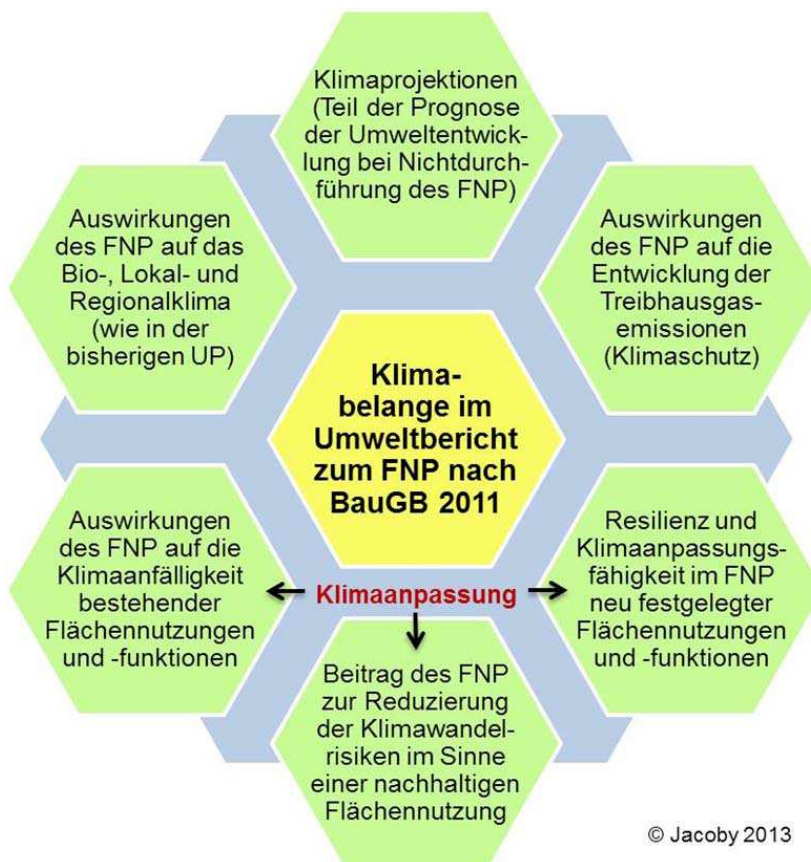 Klimaprojektionen
(Teil der Prognose
der Umweltentwick-
lung bei Nichtdurch-
führung des FNP)
Auswirkungen
des FNP auf das
Bio-, Lokal- und
Regionalklima
(wie in der
bisherigen UP)
Auswirkungen
des FNP auf die
Entwicklung der
Treibhausgas-
emissionen
(Klimaschutz)
Klima-
belange im
Umweltbericht
zum FNP nach
BauGB 2011
Auswirkungen
des FNP auf die
Klimaanfälligkeit
bestehender
Flächennutzungen
und -funktionen
Klimaanpassung
Resilienz und
Klimaanpassungs-
fähigkeit im FNP
neu festgelegter
Flächennutzungen
und -funktionen
Beitrag des FNP
zur Reduzierung
der Klimawandel-
risiken im Sinne
einer nachhaltigen
Flächennutzung
© Jacoby 2013